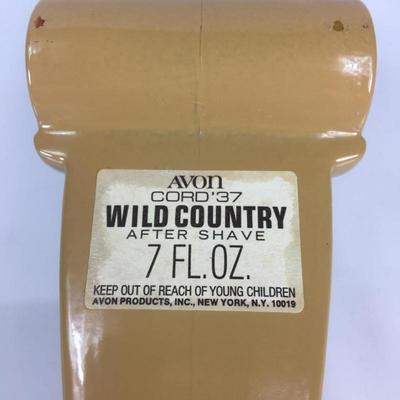 AVON
CORD '37
WILD COUNTRY
AFTER SHAVE
7 FL.OZ.
KEEP OUT OF REACH OF YOUNG CHILDREN
AVON PRODUCTS, INC., NEW YORK, N.Y. 10019